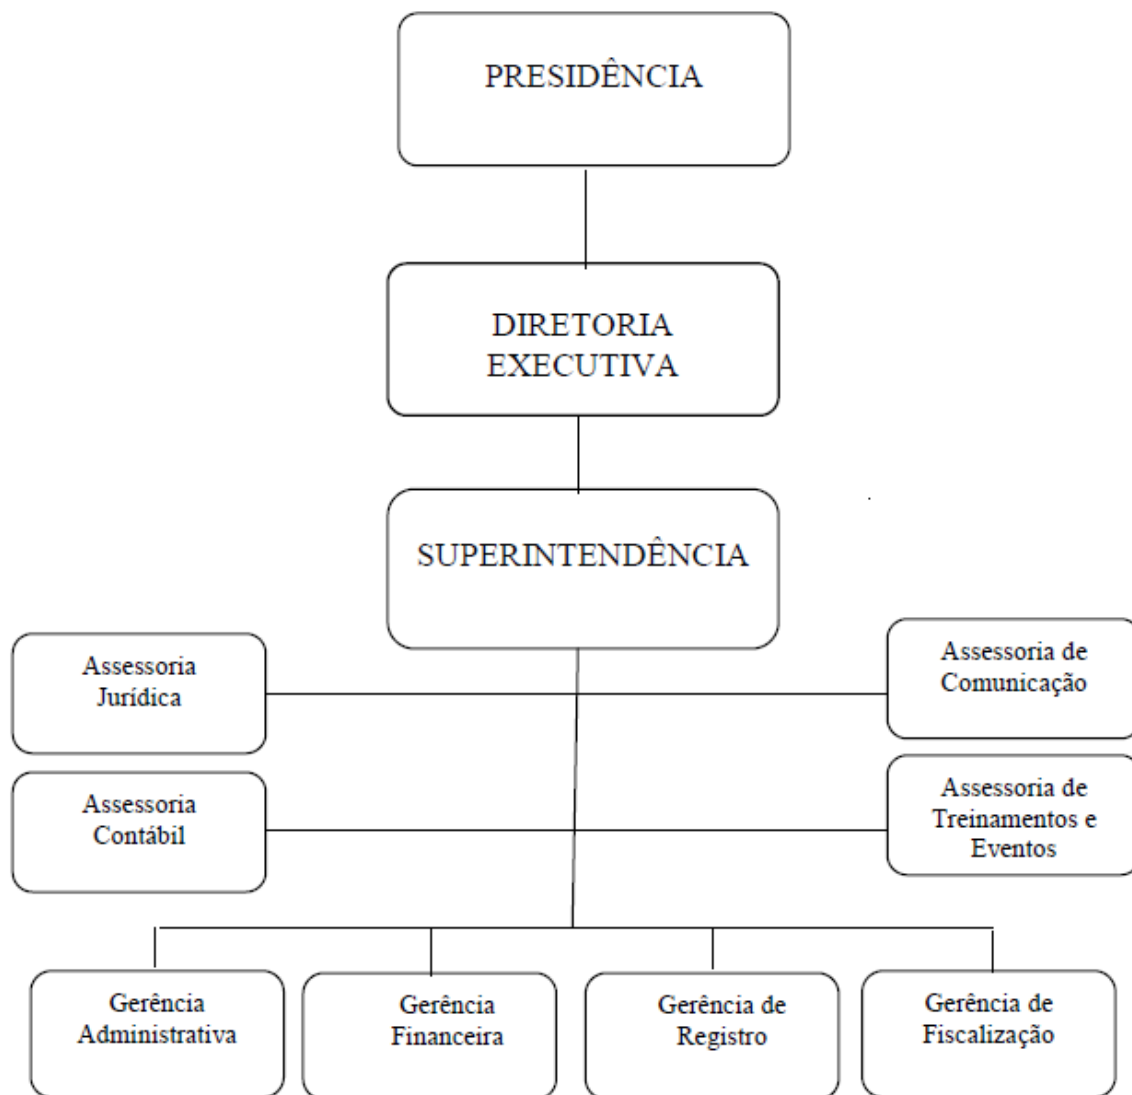 PRESIDÊNCIA
DIRETORIA
EXECUTIVA
SUPERINTENDÊNCIA
Assessoria
Jurídica
Assessoria de
Comunicação
Assessoria
Contábil
Assessoria de
Treinamentos e
Eventos
Gerência
Administrativa
Gerência
Financeira
Gerência de
Registro
Gerência de
Fiscalização